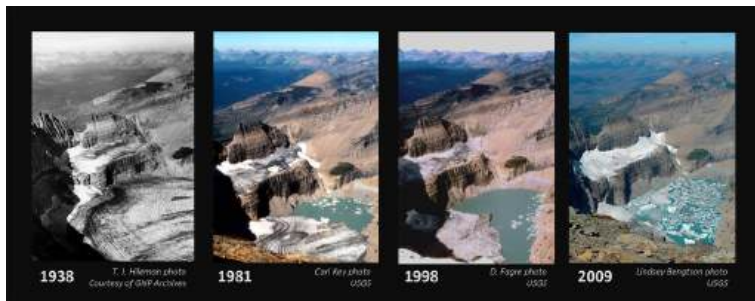 1938
T. J. Hileman photo
Courtesy of GNP Archives
1981
Carl Key photo
USGS
1998
D. Fagre photo
USGS
2009
Lindsey Bengtson photo
USGS